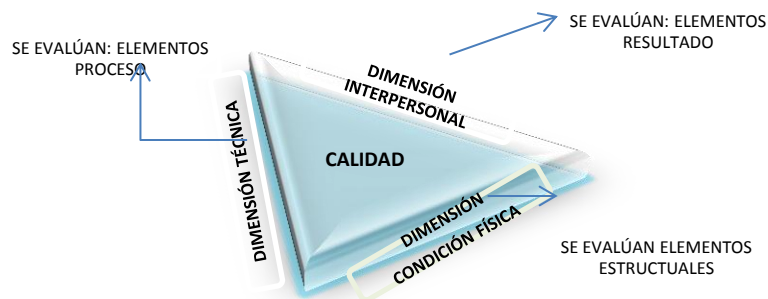 SE EVALÚAN: ELEMENTOS
RESULTADO
SE EVALÚAN: ELEMENTOS
PROCESO
DIMENSIÓN
INTERPERSONAL
DIMENSIÓN TÉCNICA
CALIDAD
DIMENSIÓN
CONDICIÓN FÍSICA
SE EVALÚAN ELEMENTOS
ESTRUCTUALES